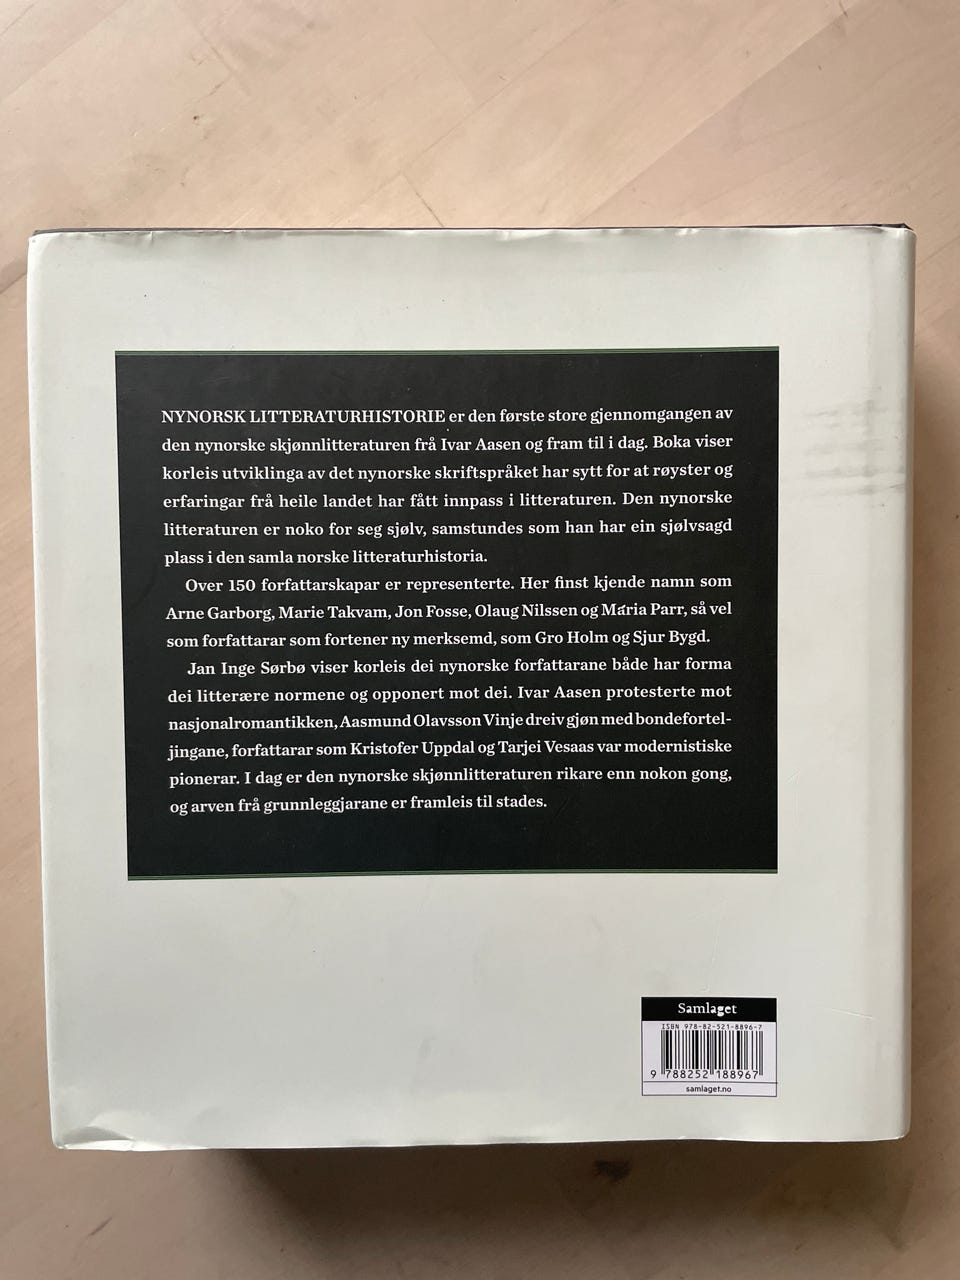 NYNORSK LITTERATURHISTORIE er den første store gjennomgangen av
den nynorske skjønnlitteraturen frå Ivar Aasen og fram til i dag. Boka viser
korleis utviklinga av det nynorske skriftspråket har sytt for at røyster og
erfaringar frå heile landet har fått innpass i litteraturen. Den nynorske
litteraturen er noko for seg sjølv, samstundes som han har ein sjølvsagd
plass i den samla norske litteraturhistoria.
Over 150 forfattarskapar er representerte. Her finst kjende namn som
Arne Garborg, Marie Takvam, Jon Fosse, Olaug Nilssen og Maria Parr, så vel
som forfattarar som fortener ny merksemd, som Gro Holm og Sjur Bygd.
Jan Inge Sørbø viser korleis dei nynorske forfattarane både har forma
dei litterære normene og opponert mot dei. Ivar Aasen protesterte mot
nasjonalromantikken, Aasmund Olavsson Vinje dreiv gjøn med bondefortel-
jingane, forfattarar som Kristofer Uppdal og Tarjei Vesaas var modernistiske
pionerar. I dag er den nynorske skjønnlitteraturen rikare enn nokon gong,
og arven frå grunnleggjarane er framleis til stades.
Samlaget
ISBN 978-82-521-8896-7
9 788252 188967
samlaget.no